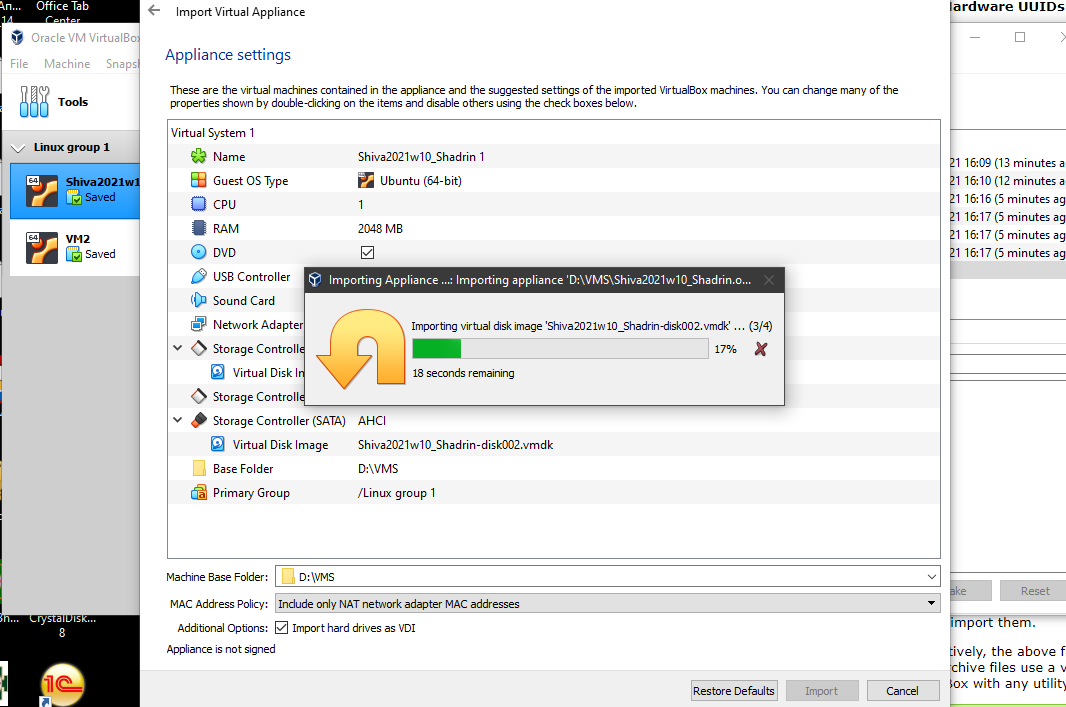 Ап...
14
Office Tab
Center
Oracle VM VirtualBox
File Machine Snapsh
Tools
Linux group 1
64
Shiva2021w1
Saved
64
VM2
Saved
CrystalDisk...
8
1С
Import Virtual Appliance
Appliance settings
These are the virtual machines contained in the appliance and the suggested settings of the imported VirtualBox machines. You can change many of the
properties shown by double-clicking on the items and disable others using the check boxes below.
Virtual System 1
Name Shiva2021w10_Shadrin 1
Guest OS Type Ubuntu (64-bit)
CPU 1
RAM 2048 MB
DVD
USB Controller
Sound Card
Network Adapter
Storage Controlle
Virtual Disk In
Storage Controlle
Storage Controller (SATA) AHCI
Virtual Disk Image Shiva2021w10_Shadrin-disk002.vmdk
Base Folder D:\VMS
Primary Group /Linux group 1
Importing Appliance ...: Importing appliance 'D:\VMS\Shiva2021w10_Shadrin.o...
Importing virtual disk image 'Shiva2021w10_Shadrin-disk002.vmdk' ... (3/4)
17%
18 seconds remaining
Machine Base Folder: D:\VMS
MAC Address Policy: Include only NAT network adapter MAC addresses
Additional Options: Import hard drives as VDI
Appliance is not signed
Restore Defaults Import Cancel
ardware UUIDs
21 16:09 (13 minutes a
21 16:10 (12 minutes a
21 16:16 (5 minutes ag
21 16:17 (5 minutes ag
21 16:17 (5 minutes ag
21 16:17 (5 minutes ag
ake Reset
import them.
tively, the above f
rchive files use a v
ox with any utility